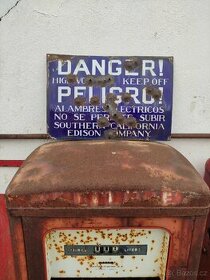 DANGER!
KEEP OFF
PELIGRO!
ALAMBRES ELECTRICOS
NO SE PERMITE SUBIR
SOUTHERN CALIFORNIA
EDISON COMPANY